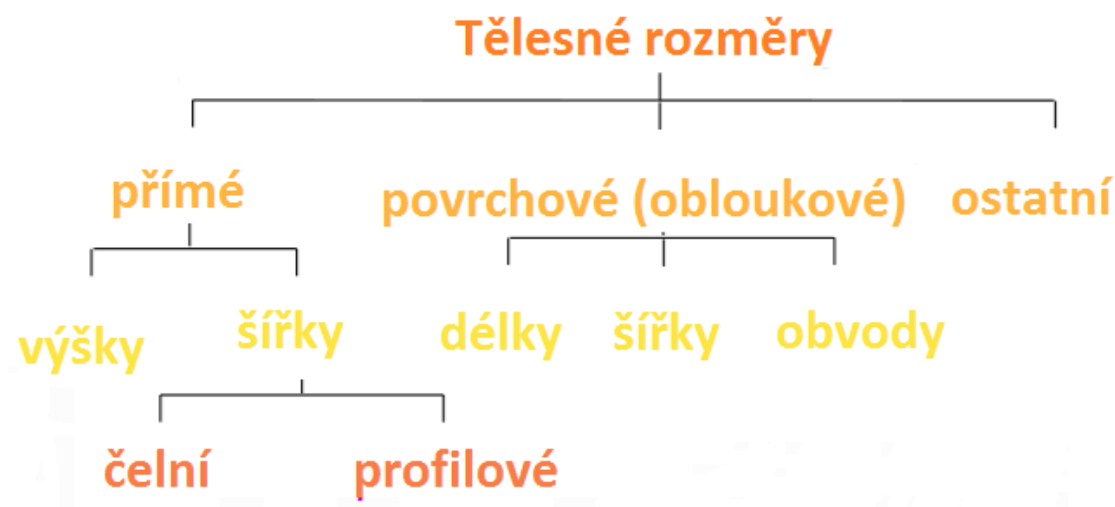 Tělesné rozměry
přímé povrchové (obloukové) ostatní
výšky šířky délky šířky obvody
čelní profilové